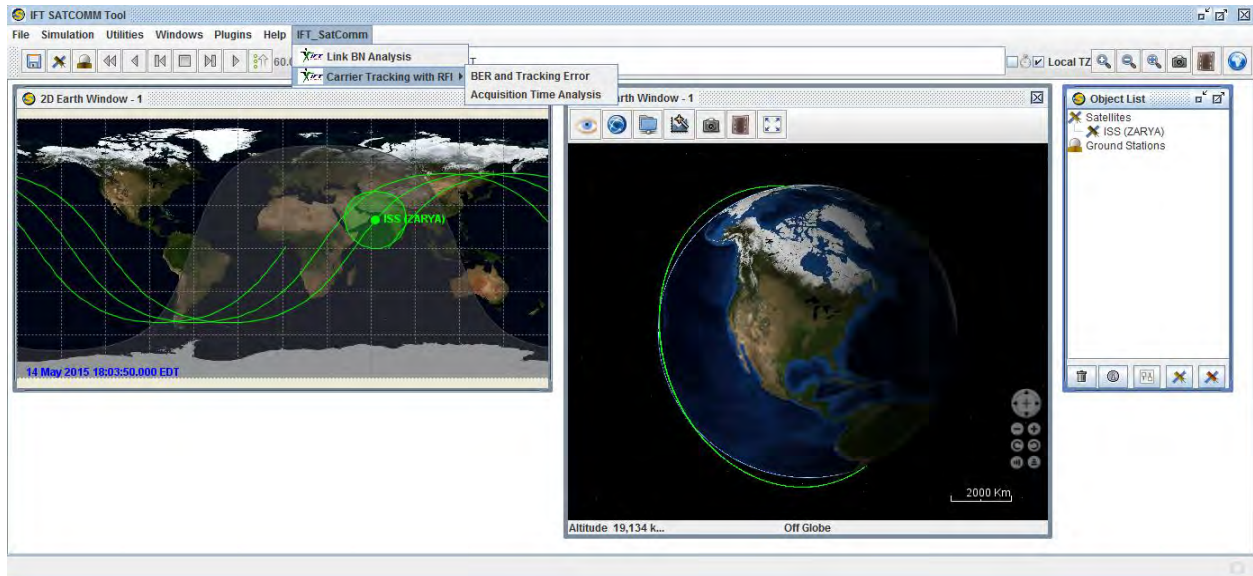 IFT SATCOMM Tool
File Simulation Utilities Windows Plugins Help IFT_SatComm
60.0
T
Local TZ
Link BN Analysis
Carrier Tracking with RFI
BER and Tracking Error
Acquisition Time Analysis
2D Earth Window - 1
ISS (ZARYA)
14 May 2015 18:03:50.000 EDT
rth Window - 1
2000 Km
Altitude 19,134 k...
Off Globe
Object List
Satellites
ISS (ZARYA)
Ground Stations